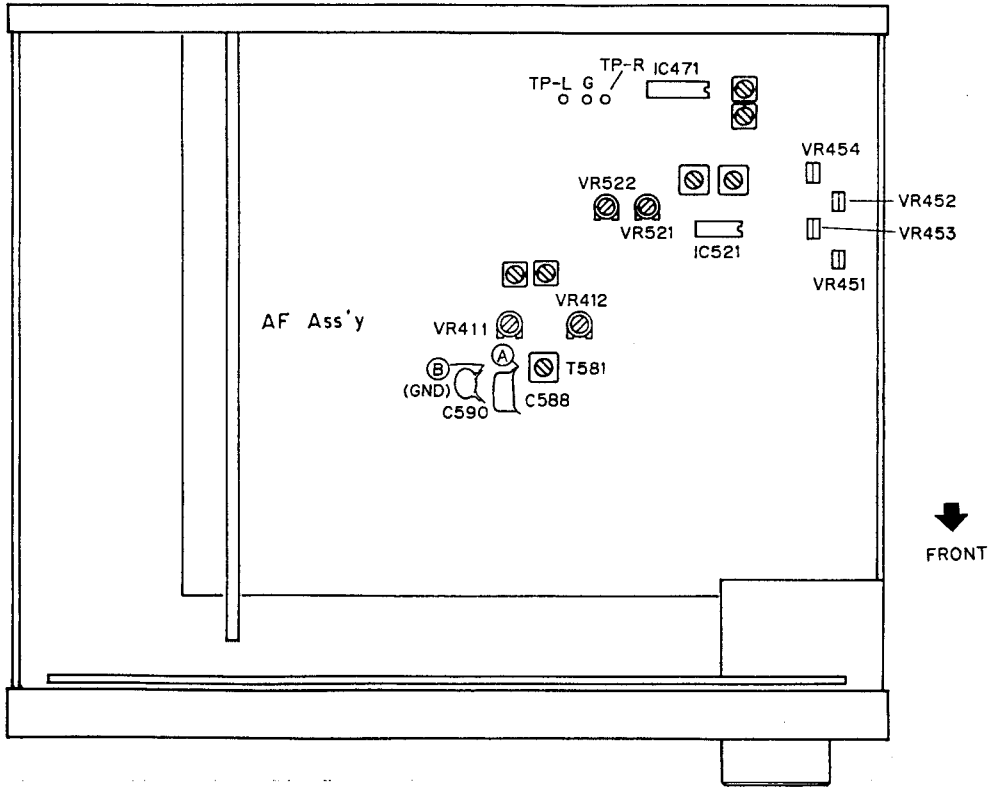 TP-R
IC471
TP-L G
VR454
VR522
VR452
VR521
VR453
IC521
VR451
VR412
AF Ass'y
VR411
A
B
T581
(GND)
C588
C590
FRONT